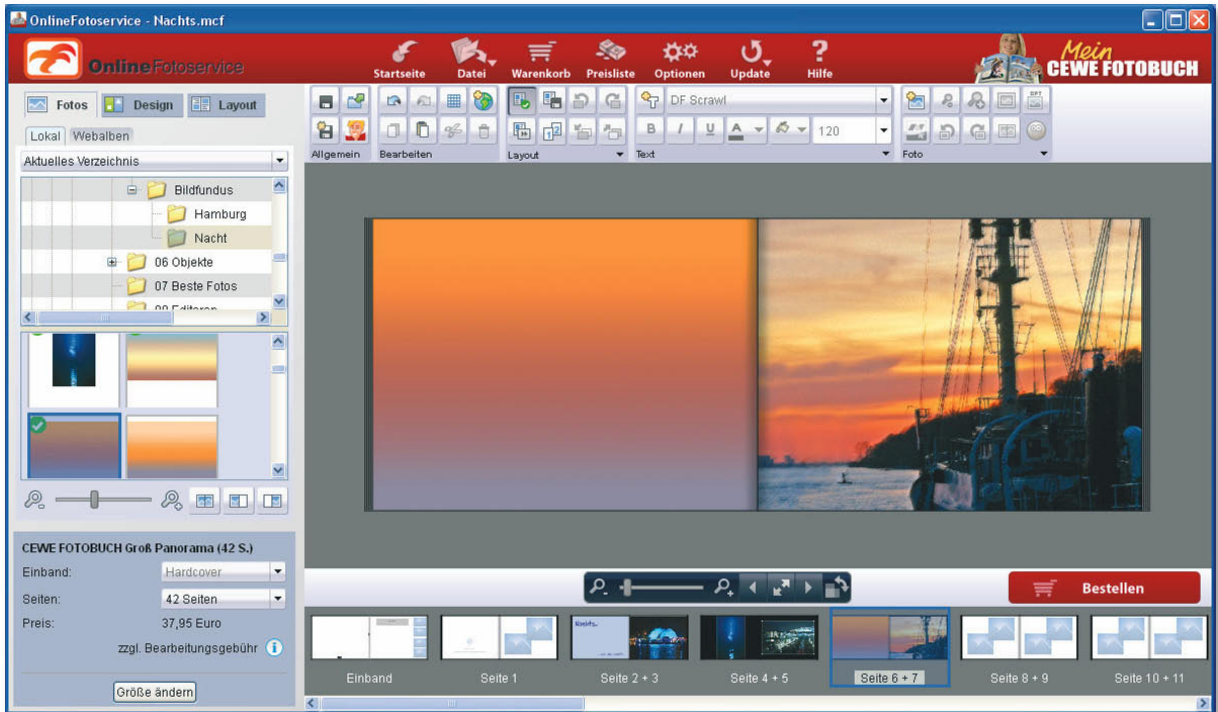 OnlineFotoservice - Nachts.mcf
OnlineFotoservice
Startseite
Datei
Warenkorb
Preisliste
Optionen
Update
Hilfe
Mein
CEWE FOTOBUCH
Fotos
Design
Layout
Lokal
Webalben
Aktuelles Verzeichnis
Bildfundus
Hamburg
Nacht
06 Objekte
07 Beste Fotos
DF Scrawl
B I U A
120
Allgemein
Bearbeiten
Layout
Text
Foto
CEWE FOTOBUCH Groß Panorama (42 S.)
Einband: Hardcover
Seiten: 42 Seiten
Preis: 37,95 Euro
zzgl. Bearbeitungsgebühr
Größe ändern
Bestellen
Nachts...
Einband
Seite 1
Seite 2 + 3
Seite 4 + 5
Seite 6 + 7
Seite 8 + 9
Seite 10 + 11